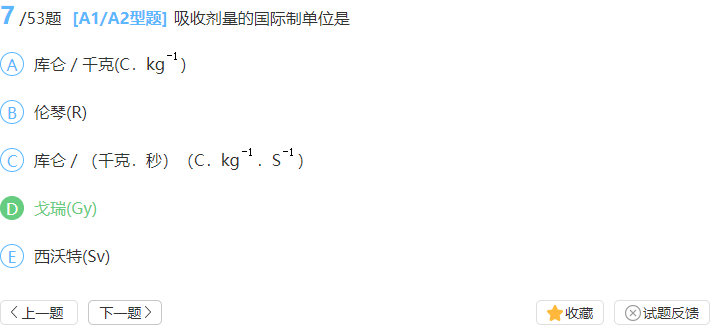 7 /53题 [A1/A2型题] 吸收剂量的国际制单位是
A 库仑／千克(C．kg⁻¹)
B 伦琴(R)
C 库仑／（千克．秒）（C．kg⁻¹．S⁻¹）
D 戈瑞(Gy)
E 西沃特(Sv)
上一题 下一题 收藏 试题反馈